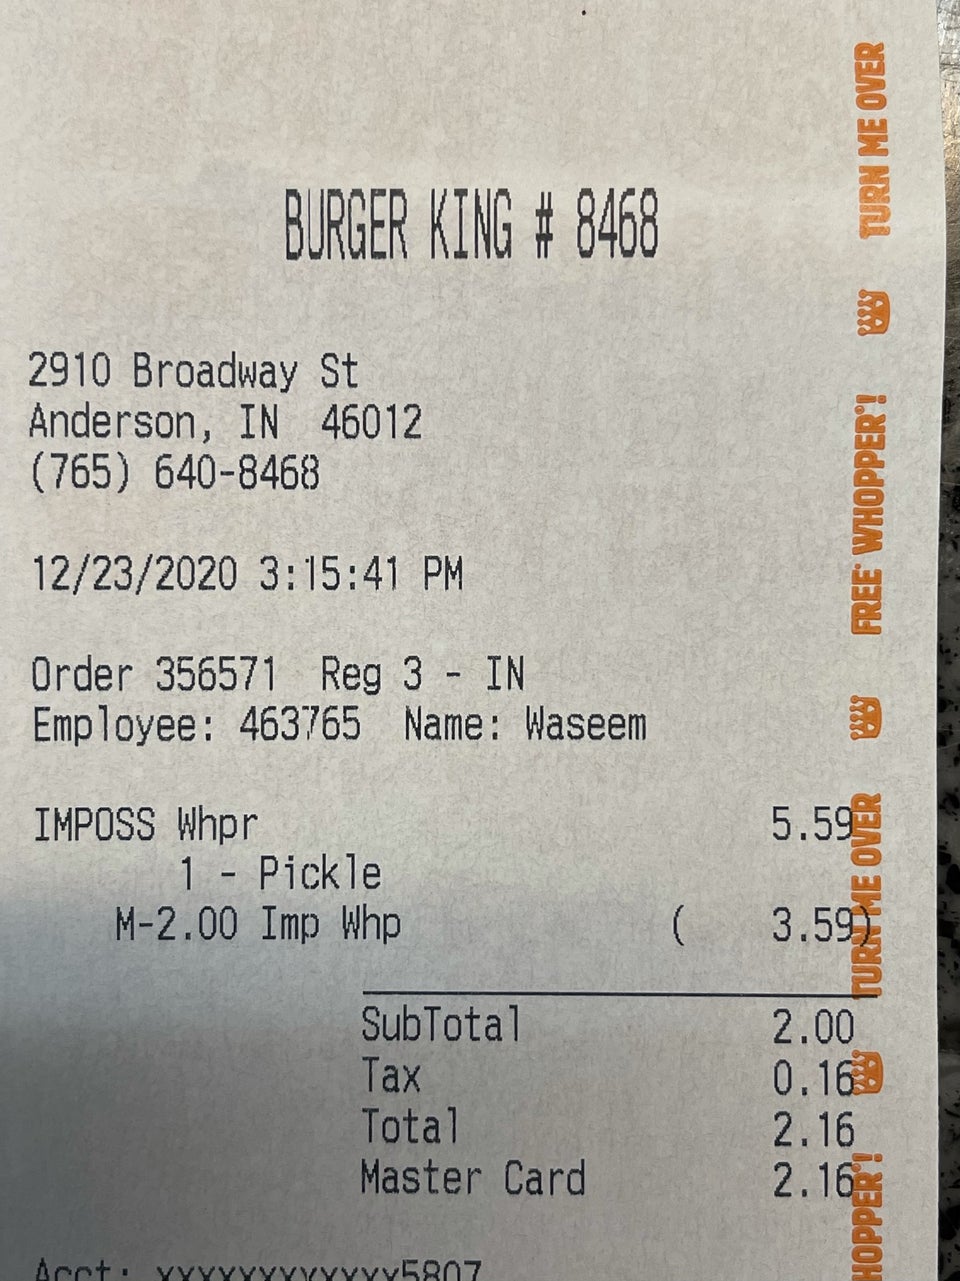 BURGER KING # 8468
2910 Broadway St
Anderson, IN 46012
(765) 640-8468
12/23/2020 3:15:41 PM
Order 356571 Reg 3 - IN
Employee: 463765 Name: Waseem
IMPOSS Whpr 5.59
1 - Pickle
M-2.00 Imp Whp ( 3.59)
SubTotal 2.00
Tax 0.16
Total 2.16
Master Card 2.16
Acct: xxxxxxxxxxxx5807
TURN ME OVER
FREE WHOPPER®!
TURN ME OVER
HOPPER®!